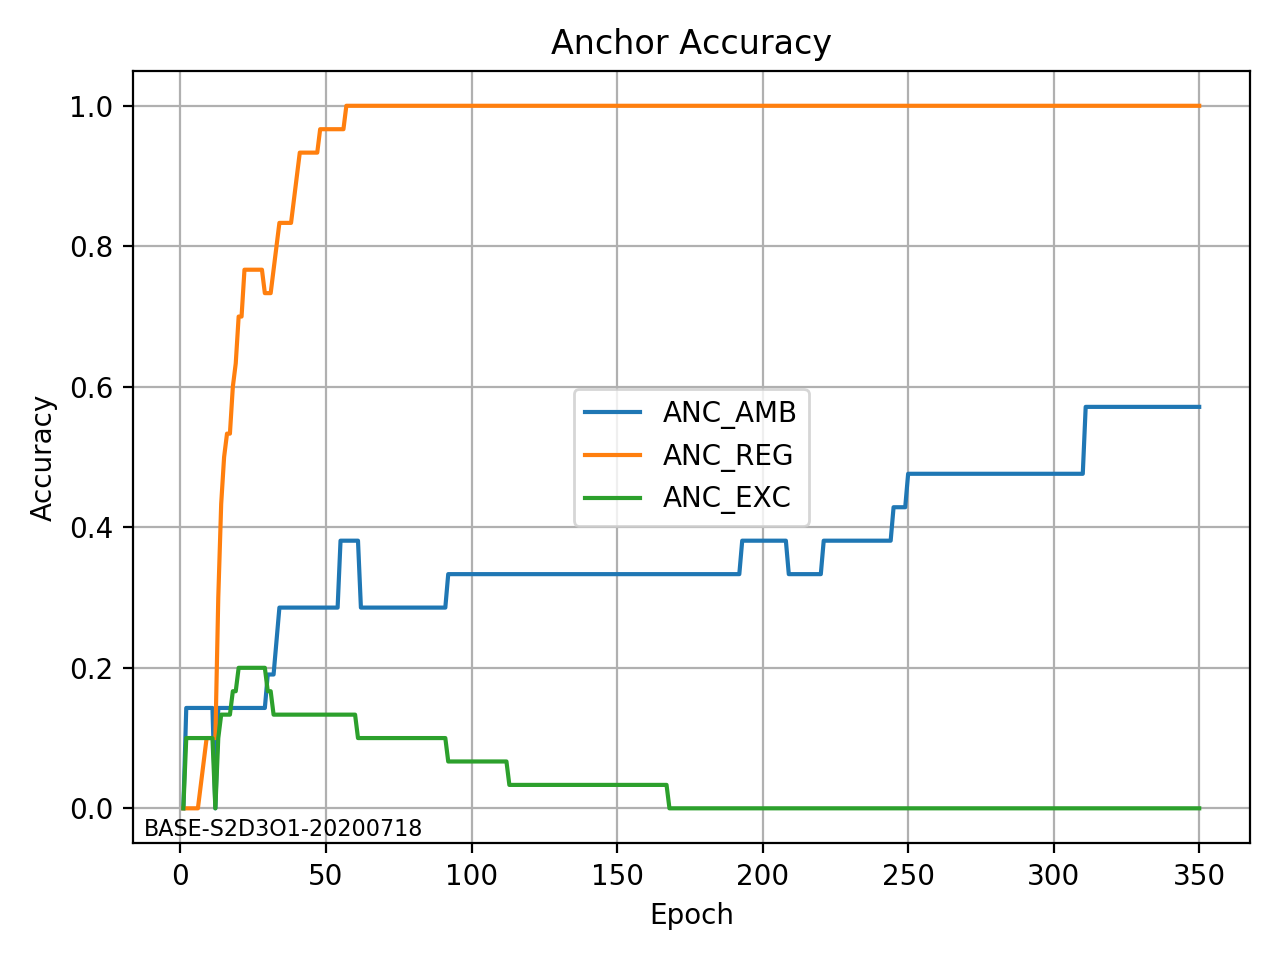 Anchor Accuracy
Accuracy
1.0
0.8
0.6
0.4
0.2
0.0
ANC_AMB
ANC_REG
ANC_EXC
BASE-S2D3O1-20200718
0 50 100 150 200 250 300 350
Epoch